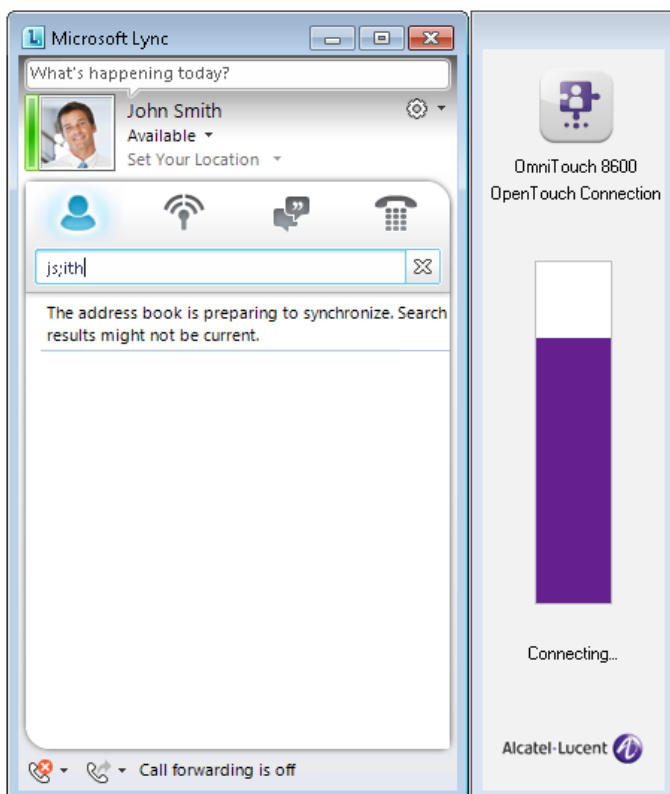 Microsoft Lync
What's happening today?
John Smith
Available
Set Your Location
js;ith
The address book is preparing to synchronize. Search
results might not be current.
Call forwarding is off
OmniTouch 8600
OpenTouch Connection
Connecting...
Alcatel·Lucent